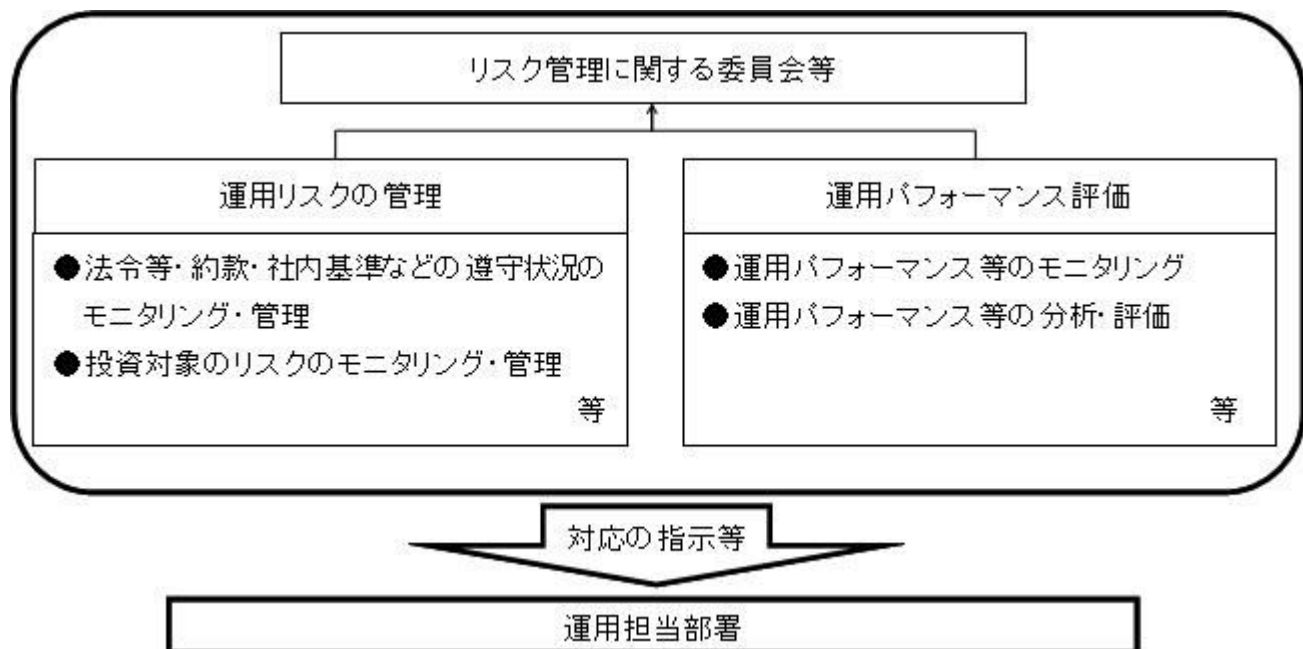 リスク管理に関する委員会等
運用リスクの管理
●法令等・約款・社内基準などの遵守状況の
モニタリング・管理
●投資対象のリスクのモニタリング・管理
等
運用パフォーマンス評価
●運用パフォーマンス等のモニタリング
●運用パフォーマンス等の分析・評価
等
対応の指示等
運用担当部署